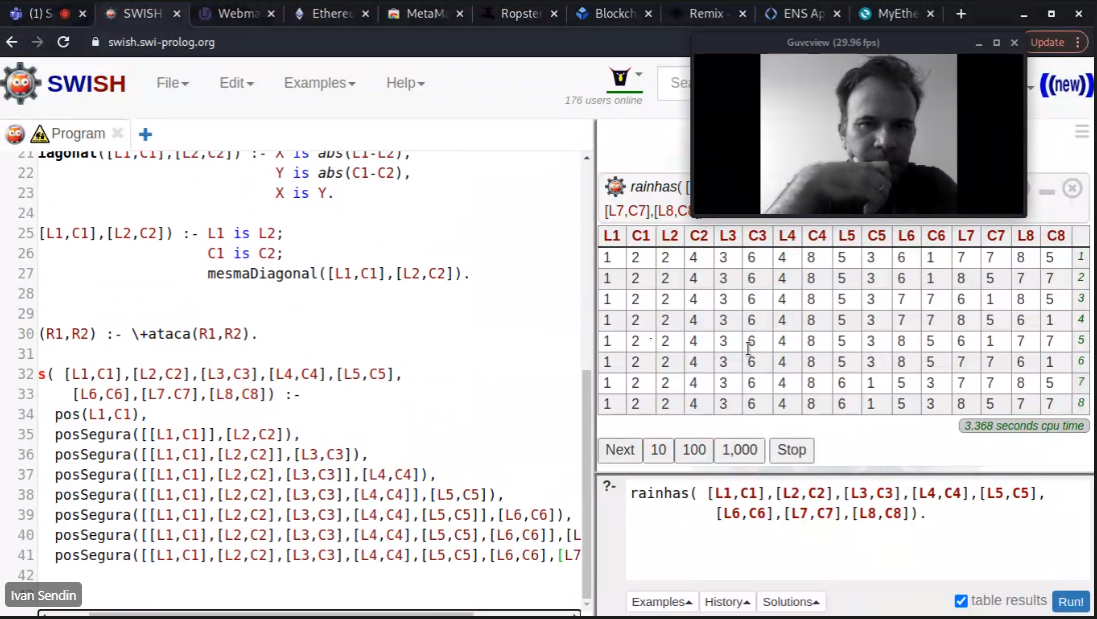 (1) S
SWISH
Webma
Ethereu
MetaMa
Ropster
Blockch
Remix -
ENS Ap
MyEthe
swish.swi-prolog.org
Guvcview (29.96 fps)
Update
SWISH
File
Edit
Examples
Help
176 users online
Sea
((new))
Program
21 iagonal([L1,C1],[L2,C2]) :- X is abs(L1-L2),
22 Y is abs(C1-C2),
23 X is Y.
24
25 [L1,C1],[L2,C2]) :- L1 is L2;
26 C1 is C2;
27 mesmaDiagonal([L1,C1],[L2,C2]).
28
29
30 (R1,R2) :- \+ataca(R1,R2).
31
32 s( [L1,C1],[L2,C2],[L3,C3],[L4,C4],[L5,C5],
33 [L6,C6],[L7.C7],[L8,C8]) :-
34 pos(L1,C1),
35 posSegura([[L1,C1]],[L2,C2]),
36 posSegura([[L1,C1],[L2,C2]],[L3,C3]),
37 posSegura([[L1,C1],[L2,C2],[L3,C3]],[L4,C4]),
38 posSegura([[L1,C1],[L2,C2],[L3,C3],[L4,C4]],[L5,C5]),
39 posSegura([[L1,C1],[L2,C2],[L3,C3],[L4,C4],[L5,C5]],[L6,C6]),
40 posSegura([[L1,C1],[L2,C2],[L3,C3],[L4,C4],[L5,C5],[L6,C6]],[L
41 posSegura([[L1,C1],[L2,C2],[L3,C3],[L4,C4],[L5,C5],[L6,C6],[L7
42
Ivan Sendin
rainhas( [
[L7,C7],[L8,C8
L1 C1 L2 C2 L3 C3 L4 C4 L5 C5 L6 C6 L7 C7 L8 C8
1 2 2 4 3 6 4 8 5 3 6 1 7 7 8 5 1
1 2 2 4 3 6 4 8 5 3 6 1 8 5 7 7 2
1 2 2 4 3 6 4 8 5 3 7 7 6 1 8 5 3
1 2 2 4 3 6 4 8 5 3 7 7 8 5 6 1 4
1 2 2 4 3 6 4 8 5 3 8 5 6 1 7 7 5
1 2 2 4 3 6 4 8 5 3 8 5 7 7 6 1 6
1 2 2 4 3 6 4 8 6 1 5 3 7 7 8 5 7
1 2 2 4 3 6 4 8 6 1 5 3 8 5 7 7 8
3.368 seconds cpu time
Next
10
100
1,000
Stop
?- rainhas( [L1,C1],[L2,C2],[L3,C3],[L4,C4],[L5,C5],
[L6,C6],[L7,C7],[L8,C8]).
Examples
History
Solutions
table results
Run!